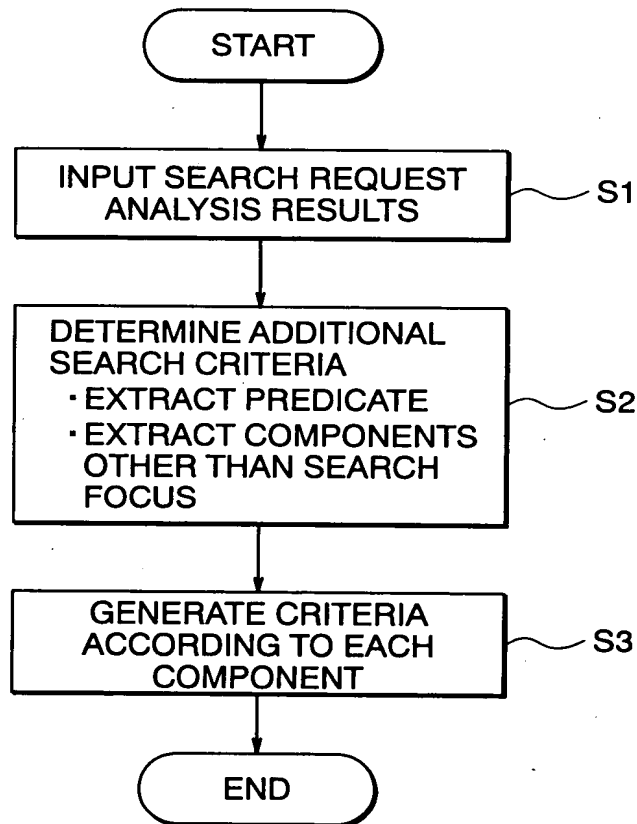 START
INPUT SEARCH REQUEST
ANALYSIS RESULTS
S1
DETERMINE ADDITIONAL
SEARCH CRITERIA
・EXTRACT PREDICATE
・EXTRACT COMPONENTS
OTHER THAN SEARCH
FOCUS
S2
GENERATE CRITERIA
ACCORDING TO EACH
COMPONENT
S3
END